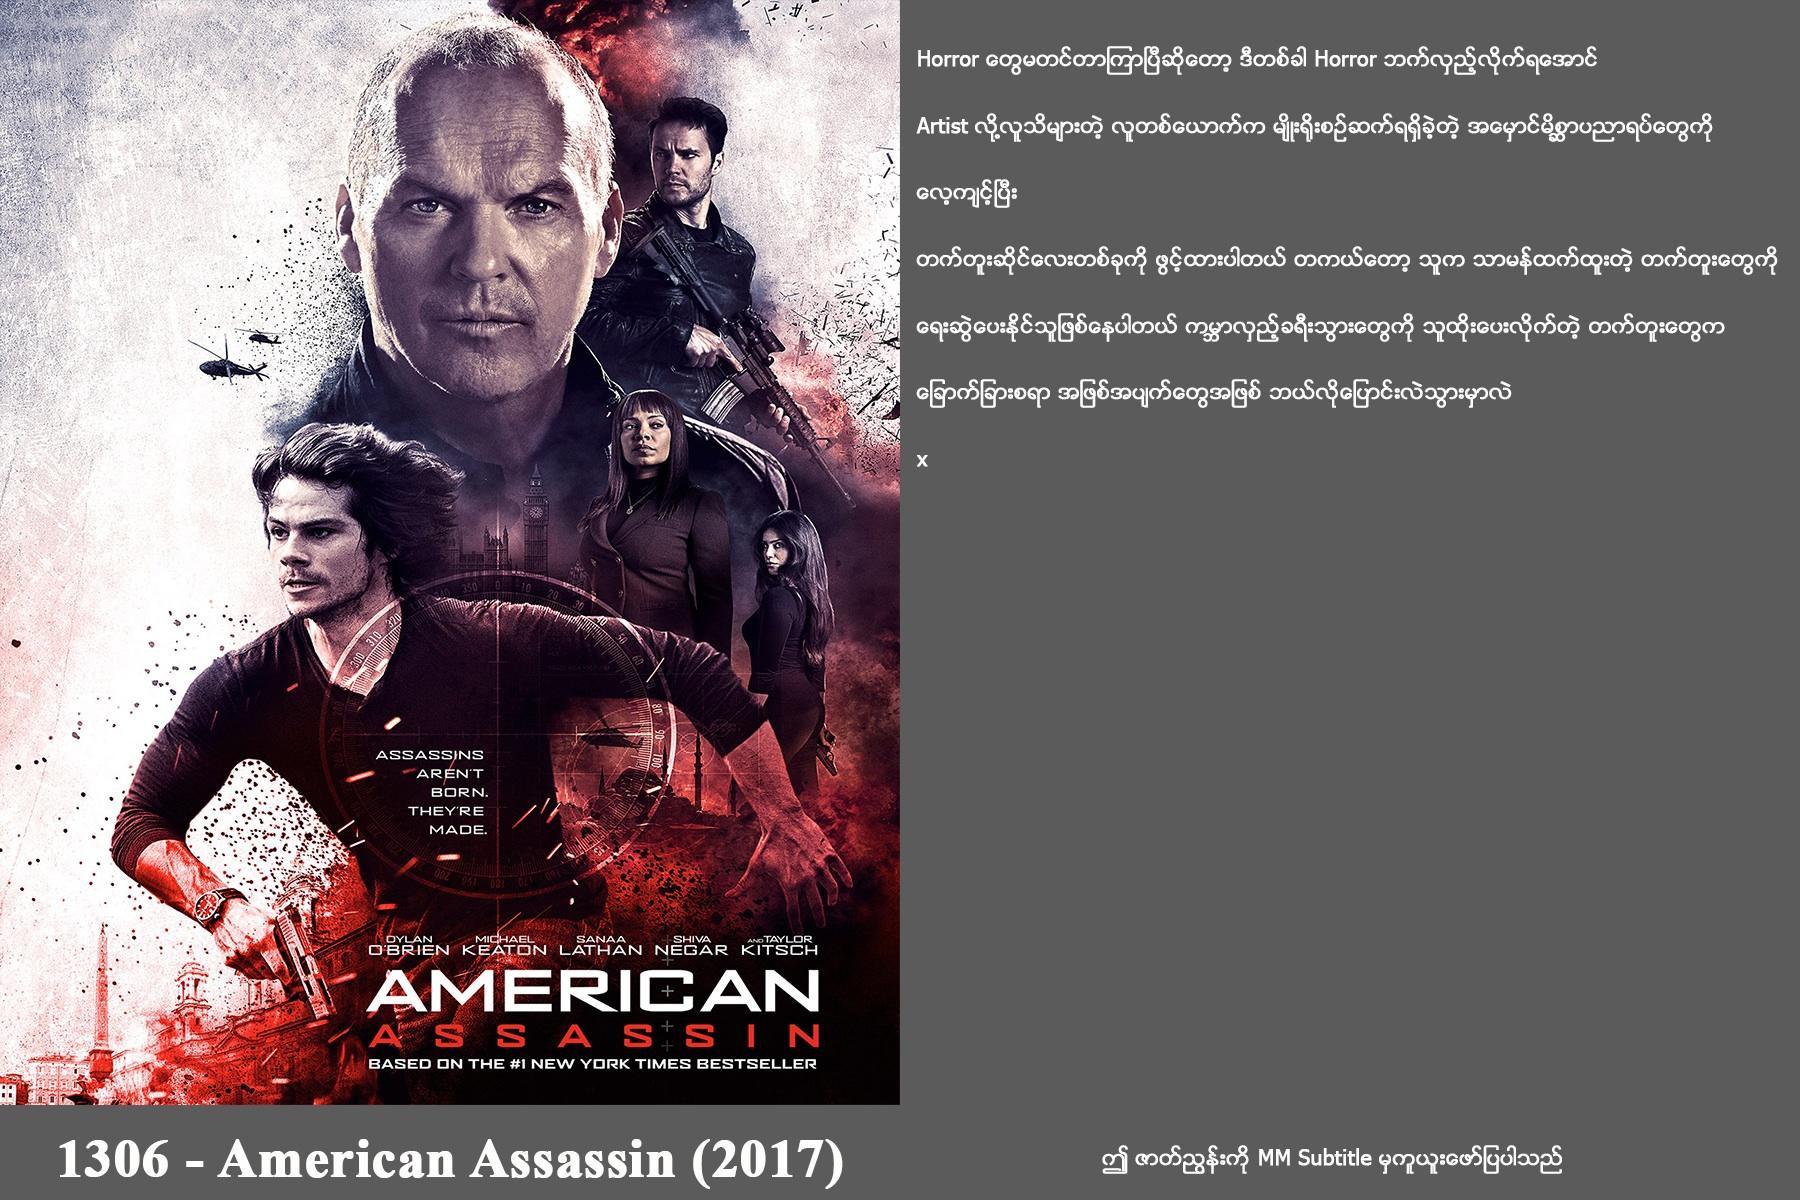 Horror တွေမတင်တာကြာပြီဆိုတော့ ဒီတစ်ခါ Horror ဘက်လှည့်လိုက်ရအောင်
Artist လို့လူသိများတဲ့ လူတစ်ယောက်က မျိုးရိုးစဉ်ဆက်ရရှိခဲ့တဲ့ အမှောင်မိစ္ဆာပညာရပ်တွေကို
လေ့ကျင့်ပြီး
တက်တူးဆိုင်လေးတစ်ခုကို ဖွင့်ထားပါတယ် တကယ်တော့ သူက သာမန်ထက်ထူးတဲ့ တက်တူးတွေကို
ရေးဆွဲပေးနိုင်သူဖြစ်နေပါတယ် ကမ္ဘာလှည့်ခရီးသွားတွေကို သူထိုးပေးလိုက်တဲ့ တက်တူးတွေက
ခြောက်ခြားစရာ အဖြစ်အပျက်တွေအဖြစ် ဘယ်လိုပြောင်းလဲသွားမှာလဲ
x
ASSASSINS
AREN'T
BORN.
THEY'RE
MADE.
DYLAN O'BRIEN MICHAEL KEATON SANAA LATHAN SHIVA NEGAR AND TAYLOR KITSCH
AMERICAN
ASSASSIN
BASED ON THE #1 NEW YORK TIMES BESTSELLER
1306 - American Assassin (2017)
ဤ ဇာတ်ညွှန်းကို MM Subtitle မှကူယူးဖော်ပြပါသည်